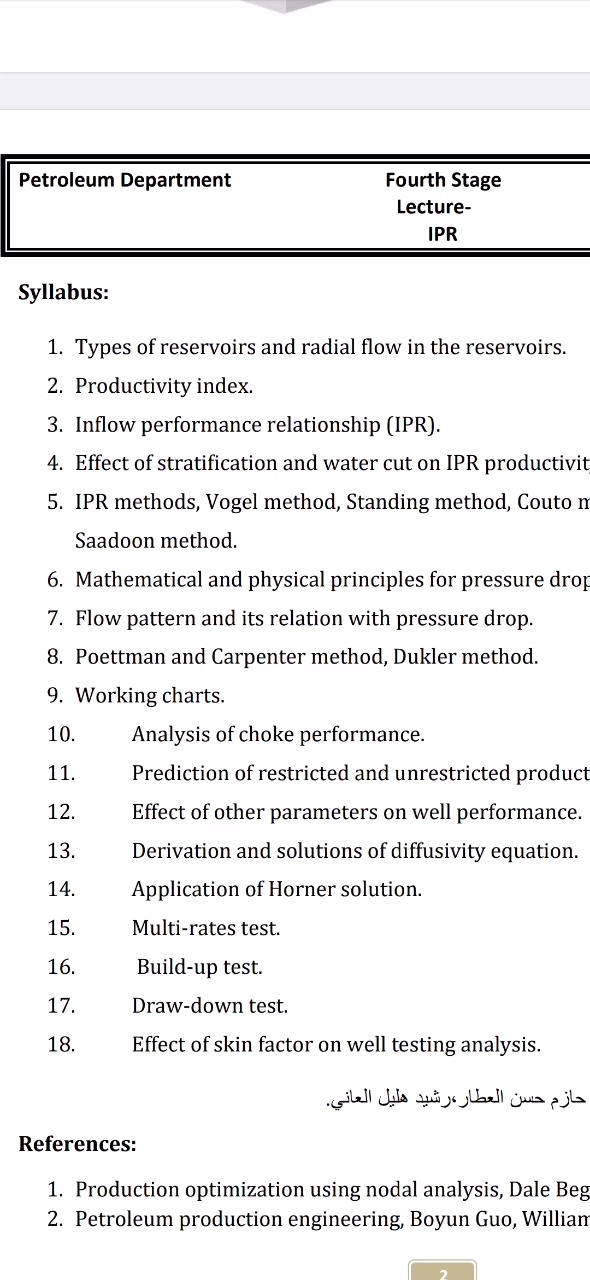 Petroleum Department Fourth Stage
Lecture-
IPR
Syllabus:
1. Types of reservoirs and radial flow in the reservoirs.
2. Productivity index.
3. Inflow performance relationship (IPR).
4. Effect of stratification and water cut on IPR
5. IPR methods, Vogel method, Standing method, Couto
Saadoon method.
6. Mathematical and physical principles for pressure
7. Flow pattern and its relation with pressure drop.
8. Poettman and Carpenter method, Dukler method.
9. Working charts.
10. Analysis of choke performance.
11. Prediction of restricted and unrestricted
12. Effect of other parameters on well performance.
13. Derivation and solutions of diffusivity equation.
14. Application of Horner solution.
15. Multi-rates test.
16. Build-up test.
17. Draw-down test.
18. Effect of skin factor on well testing analysis.
حازم حسن العطار،رشيد هليل العاني.
References:
1. Production optimization using nodal analysis, Dale
2. Petroleum production engineering, Boyun Guo,
2